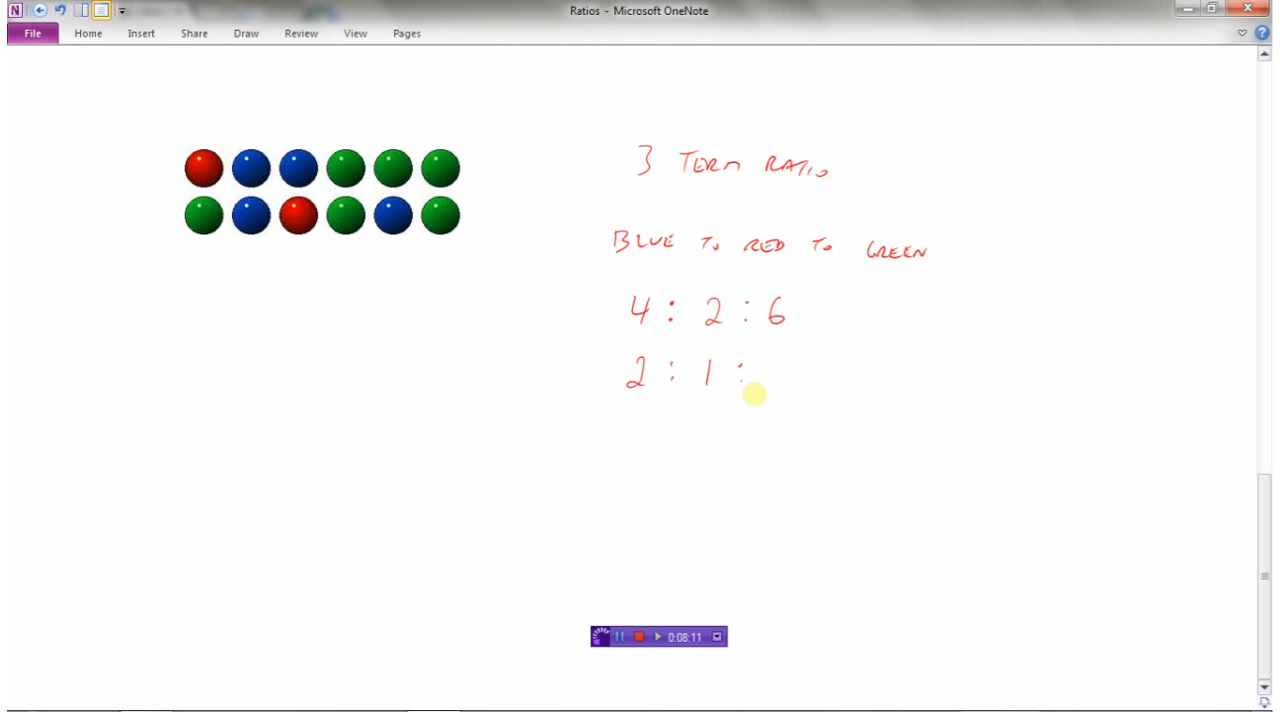 Ratios - Microsoft OneNote
File Home Insert Share Draw Review View Pages
3 TERM RATIO
BLUE TO RED TO GREEN
4 : 2 : 6
2 : 1 :
0:08:11